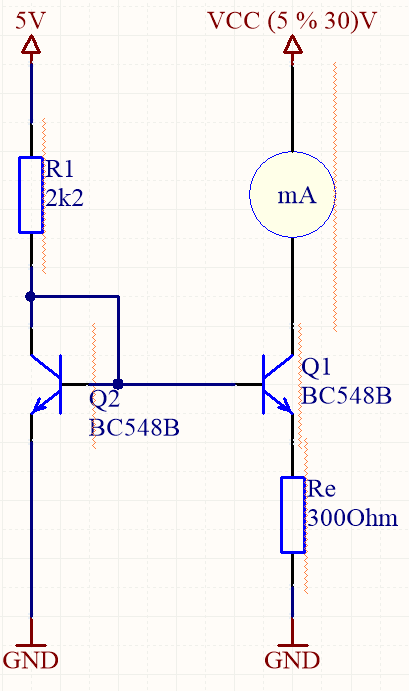 5V
VCC (5 % 30)V
R1
2k2
mA
Q2
BC548B
Q1
BC548B
Re
300Ohm
GND
GND